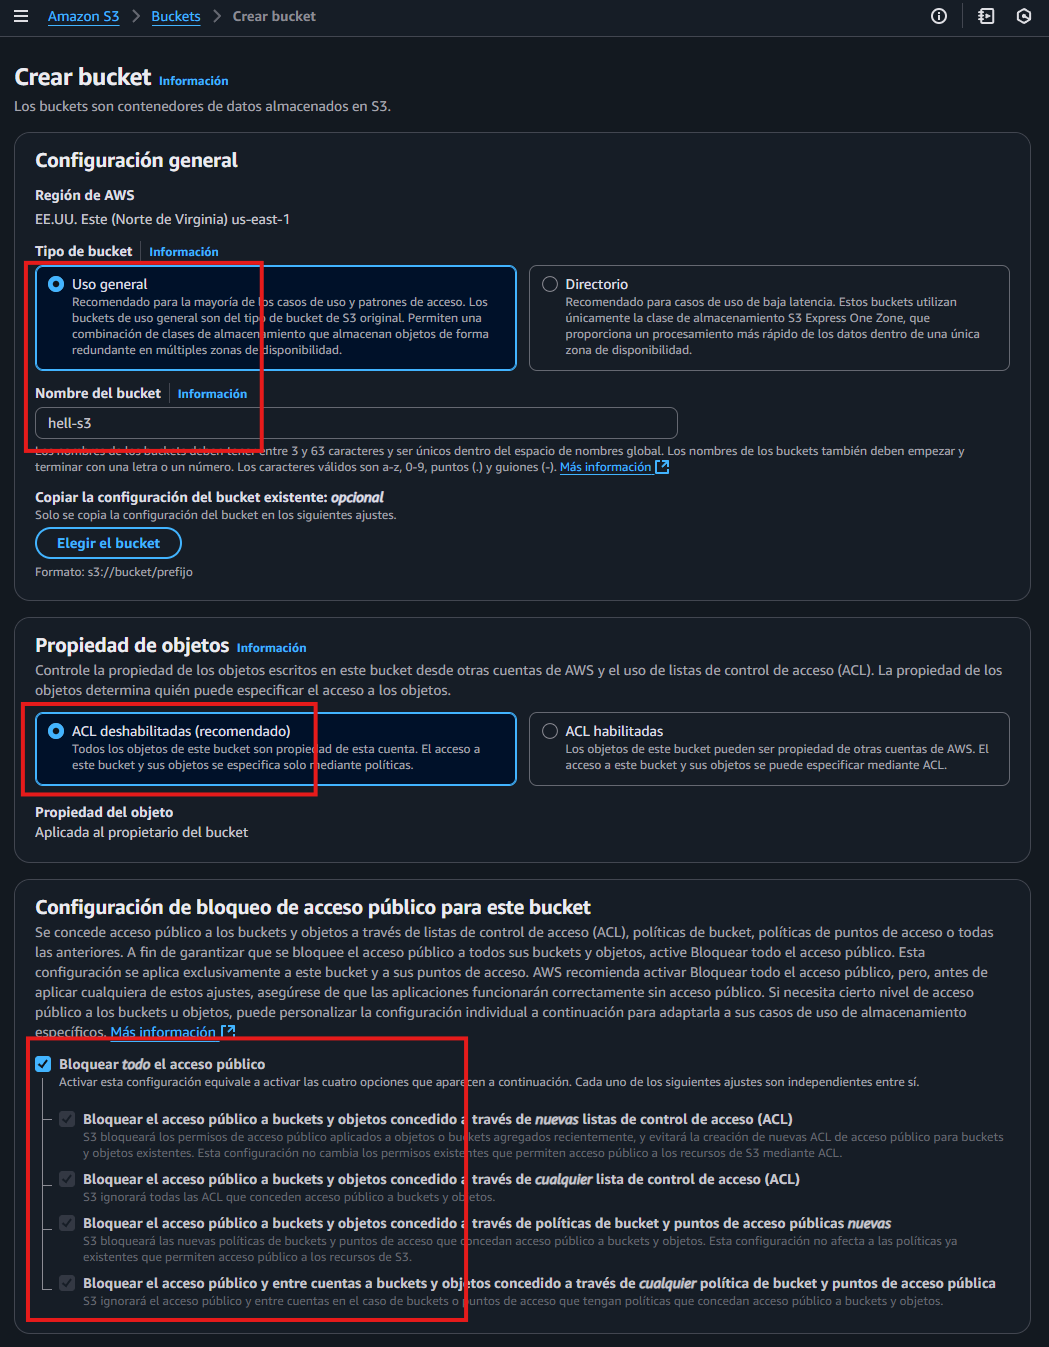 Amazon S3 > Buckets > Crear bucket
Crear bucket Información
Los buckets son contenedores de datos almacenados en S3.
Configuración general
Región de AWS
EE.UU. Este (Norte de Virginia) us-east-1
Tipo de bucket Información
Uso general
Recomendado para la mayoría de los casos de uso y patrones de acceso. Los
buckets de uso general son del tipo de bucket de S3 original. Permiten una
combinación de clases de almacenamiento que almacenan objetos de forma
redundante en múltiples zonas de disponibilidad.
Directorio
Recomendado para casos de uso de baja latencia. Estos buckets utilizan
únicamente la clase de almacenamiento S3 Express One Zone, que
proporciona un procesamiento más rápido de los datos dentro de una única
zona de disponibilidad.
Nombre del bucket Información
hell-s3
Los nombres de los buckets deben tener entre 3 y 63 caracteres y ser únicos dentro del espacio de nombres global. Los nombres de los buckets también deben empezar y
terminar con una letra o un número. Los caracteres válidos son a-z, 0-9, puntos (.) y guiones (-). Más información
Copiar la configuración del bucket existente: opcional
Solo se copia la configuración del bucket en los siguientes ajustes.
Elegir el bucket
Formato: s3://bucket/prefijo
Propiedad de objetos Información
Controle la propiedad de los objetos escritos en este bucket desde otras cuentas de AWS y el uso de listas de control de acceso (ACL). La propiedad de los
objetos determina quién puede especificar el acceso a los objetos.
ACL deshabilitadas (recomendado)
Todos los objetos de este bucket son propiedad de esta cuenta. El acceso a
este bucket y sus objetos se especifica solo mediante políticas.
ACL habilitadas
Los objetos de este bucket pueden ser propiedad de otras cuentas de AWS. El
acceso a este bucket y sus objetos se puede especificar mediante ACL.
Propiedad del objeto
Aplicada al propietario del bucket
Configuración de bloqueo de acceso público para este bucket
Se concede acceso público a los buckets y objetos a través de listas de control de acceso (ACL), políticas de bucket, políticas de puntos de acceso o todas
las anteriores. A fin de garantizar que se bloquee el acceso público a todos sus buckets y objetos, active Bloquear todo el acceso público. Esta
configuración se aplica exclusivamente a este bucket y a sus puntos de acceso. AWS recomienda activar Bloquear todo el acceso público, pero, antes de
aplicar cualquiera de estos ajustes, asegúrese de que las aplicaciones funcionarán correctamente sin acceso público. Si necesita cierto nivel de acceso
público a los buckets u objetos, puede personalizar la configuración individual a continuación para adaptarla a sus casos de uso de almacenamiento
específicos. Más información
Bloquear todo el acceso público
Activar esta configuración equivale a activar las cuatro opciones que aparecen a continuación. Cada uno de los siguientes ajustes son independientes entre sí.
Bloquear el acceso público a buckets y objetos concedido a través de nuevas listas de control de acceso (ACL)
S3 bloqueará los permisos de acceso público aplicados a objetos o buckets agregados recientemente, y evitará la creación de nuevas ACL de acceso público para buckets
y objetos existentes. Esta configuración no cambia los permisos existentes que permiten acceso público a los recursos de S3 mediante ACL.
Bloquear el acceso público a buckets y objetos concedido a través de cualquier lista de control de acceso (ACL)
S3 ignorará todas las ACL que conceden acceso público a buckets y objetos.
Bloquear el acceso público a buckets y objetos concedido a través de políticas de bucket y puntos de acceso públicas nuevas
S3 bloqueará las nuevas políticas de buckets y puntos de acceso que concedan acceso público a buckets y objetos. Esta configuración no afecta a las políticas ya
existentes que permiten acceso público a los recursos de S3.
Bloquear el acceso público y entre cuentas a buckets y objetos concedido a través de cualquier política de bucket y puntos de acceso pública
S3 ignorará el acceso público y entre cuentas en el caso de buckets o puntos de acceso que tengan políticas que concedan acceso público a buckets y objetos.